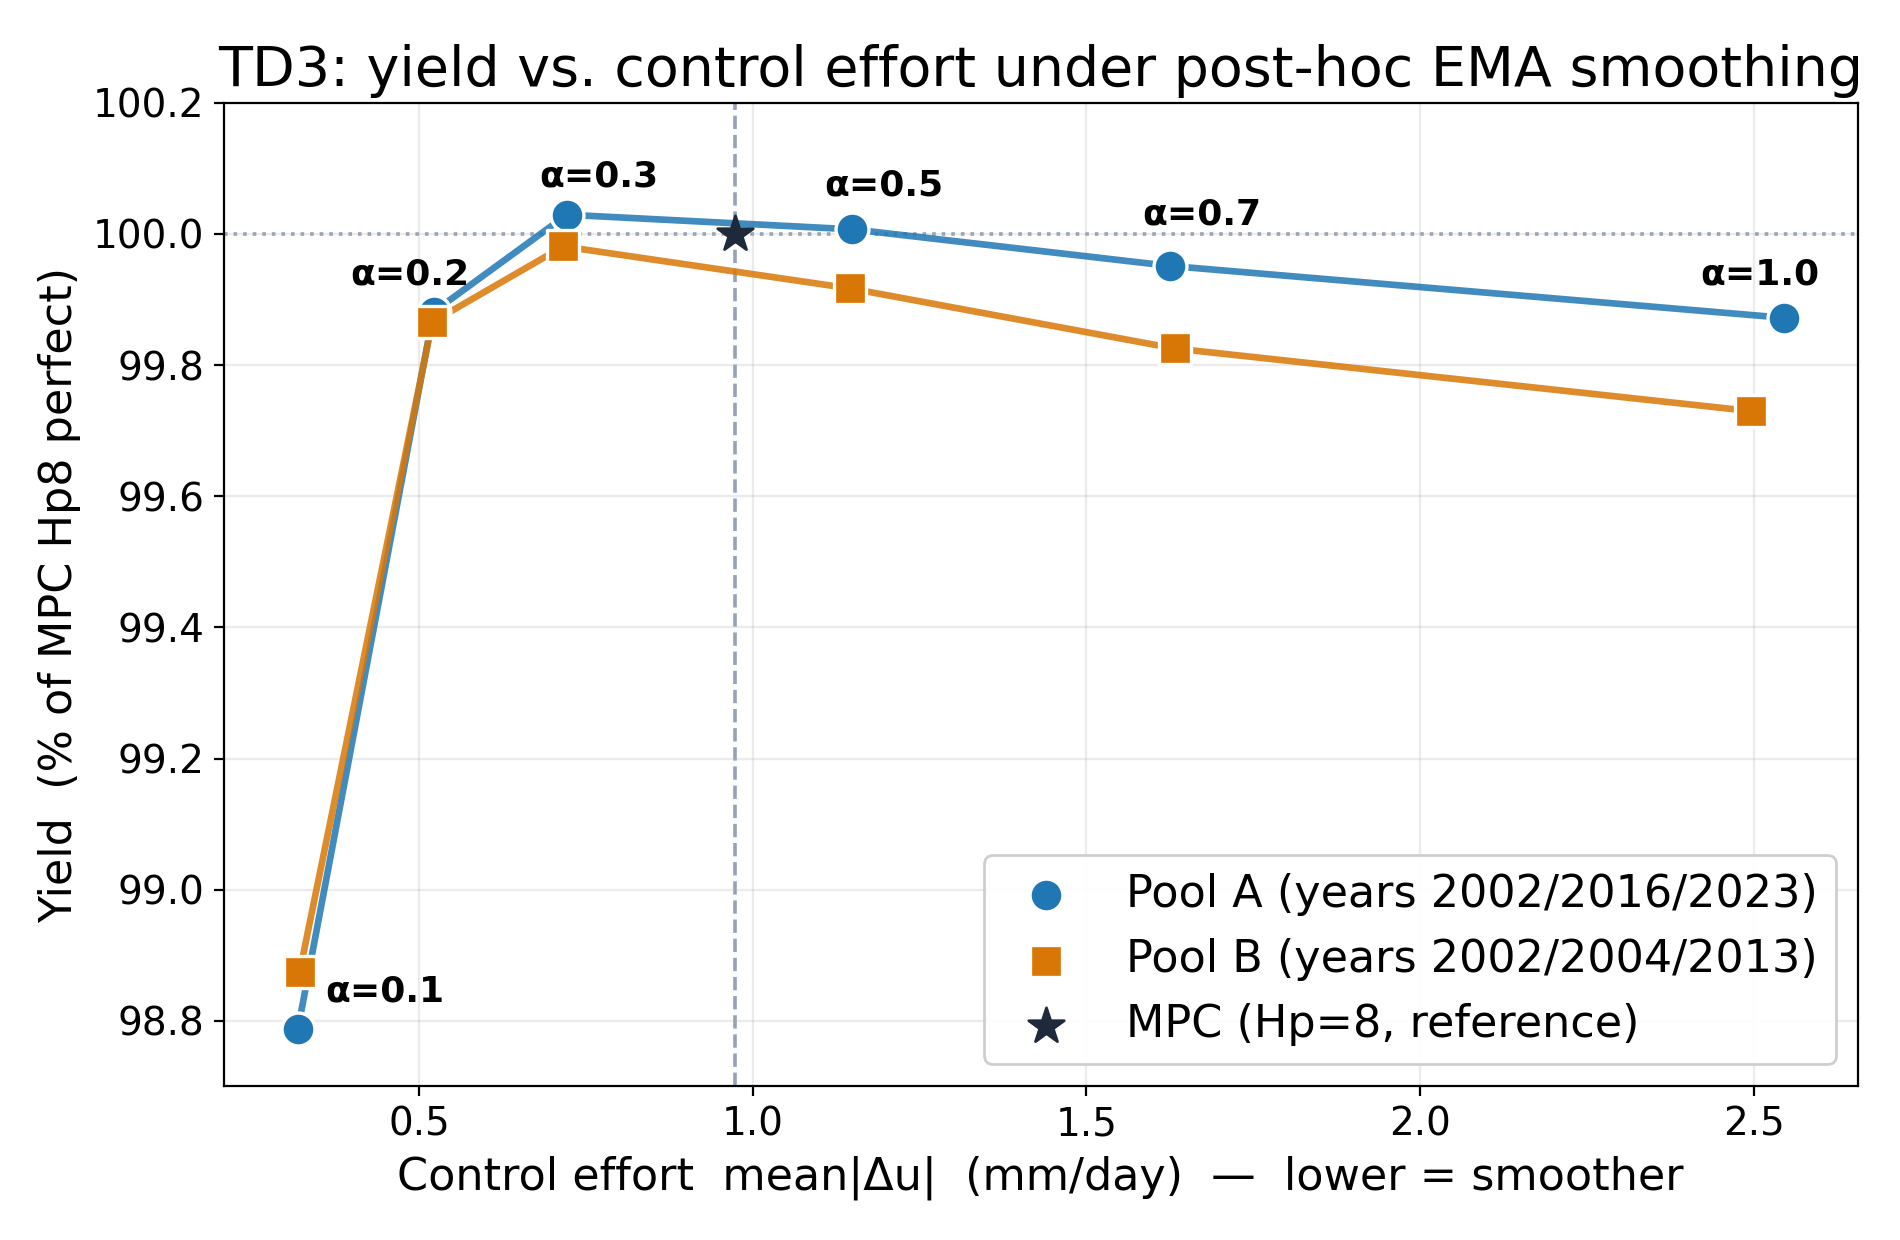 TD3: yield vs. control effort under post-hoc EMA smoothing
100.2
100.0
99.8
99.6
99.4
99.2
99.0
98.8
Yield (% of MPC Hp8 perfect)
α=0.3
α=0.5
α=0.7
α=0.2
α=1.0
α=0.1
Pool A (years 2002/2016/2023)
Pool B (years 2002/2004/2013)
MPC (Hp=8, reference)
0.5
1.0
1.5
2.0
2.5
Control effort mean|Δu| (mm/day) — lower = smoother